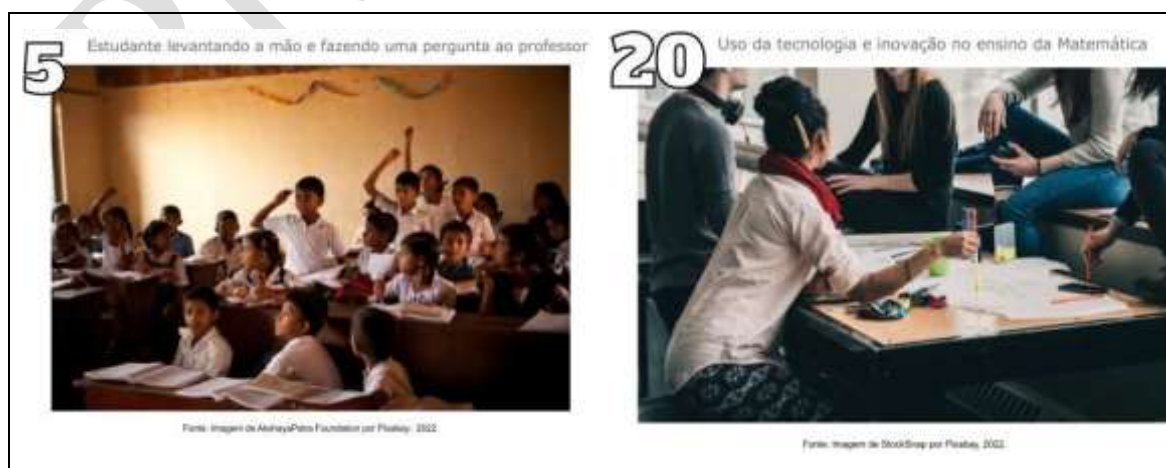 5
Estudante levantando a mão e fazendo uma pergunta ao professor
Fonte: Imagem de AkshayaPatra Foundation por Pixabay. 2022
20
Uso da tecnologia e inovação no ensino da Matemática
Fonte: Imagem de StockSnap por Pixabay, 2022.